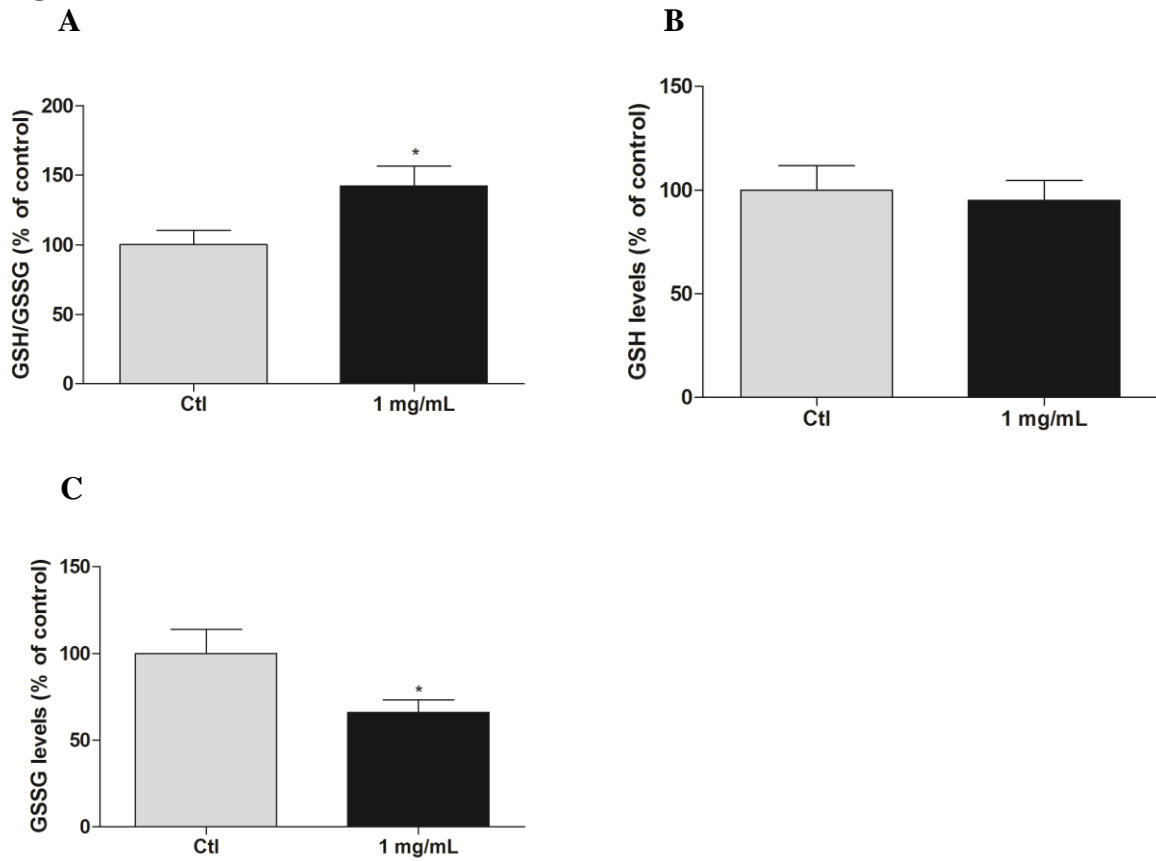 A
GSH/GSSG (% of control)
200
150
100
50
0
*
Ctl
1 mg/mL
B
GSH levels (% of control)
150
100
50
0
Ctl
1 mg/mL
C
GSSG levels (% of control)
150
100
50
0
*
Ctl
1 mg/mL